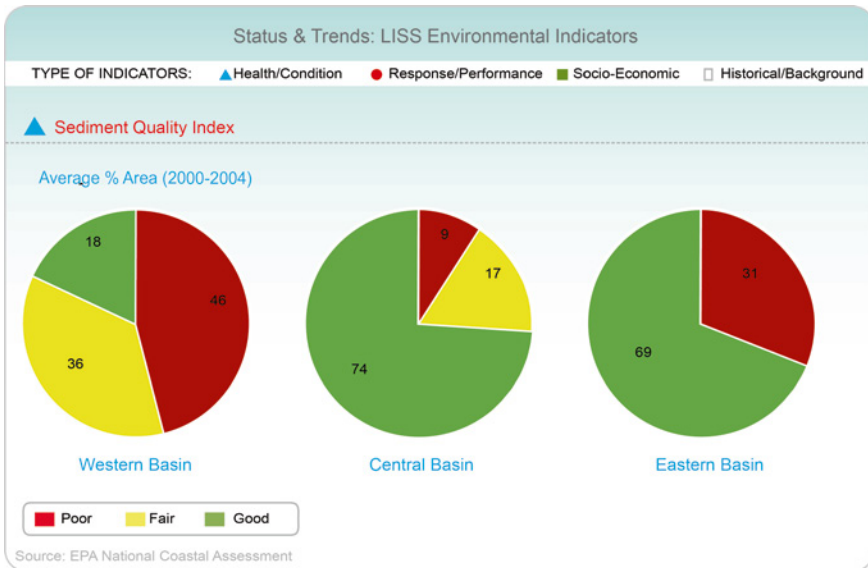 Status & Trends: LISS Environmental Indicators
TYPE OF INDICATORS: Health/Condition Response/Performance Socio-Economic Historical/Background
Sediment Quality Index
Average % Area (2000-2004)
18
46
36
9
17
74
31
69
Western Basin Central Basin Eastern Basin
Poor Fair Good
Source: EPA National Coastal Assessment